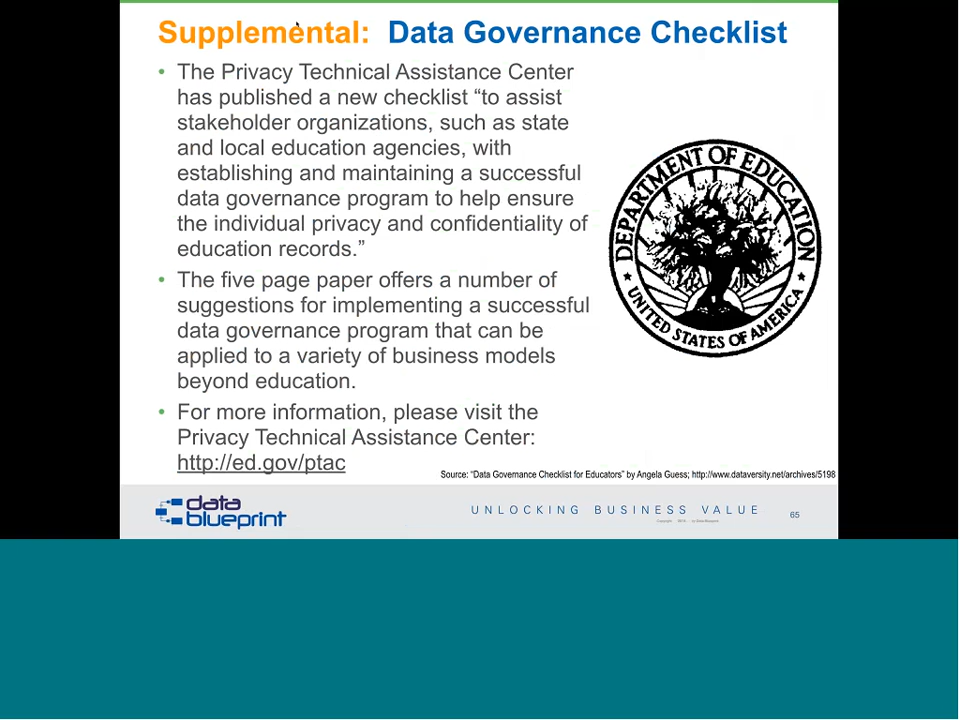 Supplemental: Data Governance Checklist
• The Privacy Technical Assistance Center
has published a new checklist “to assist
stakeholder organizations, such as state
and local education agencies, with
establishing and maintaining a successful
data governance program to help ensure
the individual privacy and confidentiality of
education records.”
• The five page paper offers a number of
suggestions for implementing a successful
data governance program that can be
applied to a variety of business models
beyond education.
• For more information, please visit the
Privacy Technical Assistance Center:
http://ed.gov/ptac
DEPARTMENT OF EDUCATION
UNITED STATES OF AMERICA
Source: “Data Governance Checklist for Educators” by Angela Guess; http://www.dataversity.net/archives/5198
data
blueprint
UNLOCKING BUSINESS VALUE
65